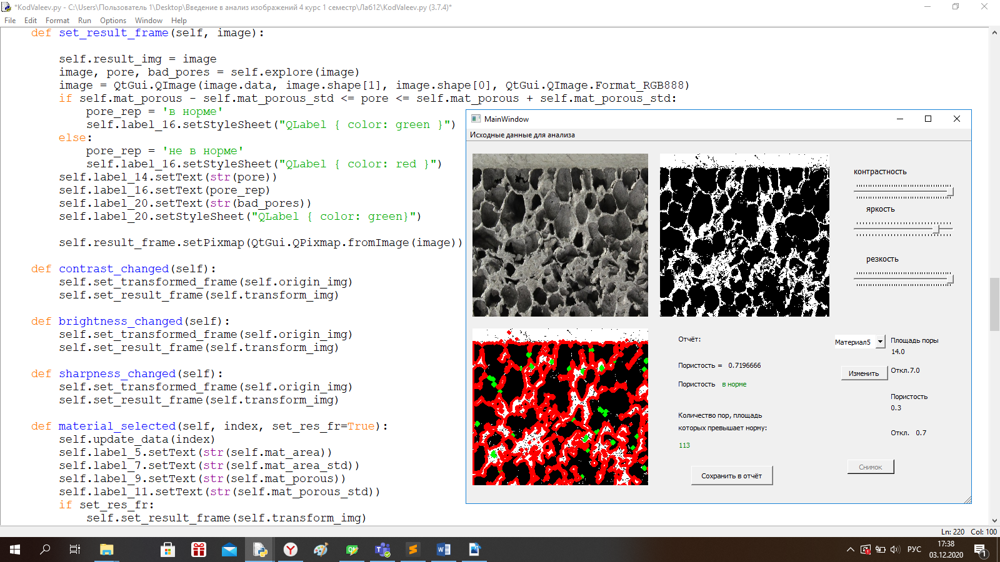 *KodValeev.py - C:\Users\Пользователь 1\Desktop\Введение в анализ изображений 4 курс 1 семестр\Лаб12\KodValeev.py (3.7.4)*
File Edit Format Run Options Window Help
def set_result_frame(self, image):
self.result_img = image
image, pore, bad_pores = self.explore(image)
image = QtGui.QImage(image.data, image.shape[1], image.shape[0], QtGui.QImage.Format_RGB888)
if self.mat_porous - self.mat_porous_std <= pore <= self.mat_porous + self.mat_porous_std:
pore_rep = 'в норме'
self.label_16.setStyleSheet("QLabel { color: green }")
else:
pore_rep = 'не в норме'
self.label_16.setStyleSheet("QLabel { color: red }")
self.label_14.setText(str(pore))
self.label_16.setText(pore_rep)
self.label_20.setText(str(bad_pores))
self.label_20.setStyleSheet("QLabel { color: green}")
self.result_frame.setPixmap(QtGui.QPixmap.fromImage(image))
def contrast_changed(self):
self.set_transformed_frame(self.origin_img)
self.set_result_frame(self.transform_img)
def brightness_changed(self):
self.set_transformed_frame(self.origin_img)
self.set_result_frame(self.transform_img)
def sharpness_changed(self):
self.set_transformed_frame(self.origin_img)
self.set_result_frame(self.transform_img)
def material_selected(self, index, set_res_fr=True):
self.update_data(index)
self.label_5.setText(str(self.mat_area))
self.label_7.setText(str(self.mat_area_std))
self.label_9.setText(str(self.mat_porous))
self.label_11.setText(str(self.mat_porous_std))
if set_res_fr:
self.set_result_frame(self.transform_img)
MainWindow
Исходные данные для анализа
контрастность
яркость
резкость
Отчёт:
Пористость = 0.7196666
Пористость в норме
Количество пор, площадь
которых превышает норму:
113
Сохранить в отчёт
Материал5
Изменить
Площадь поры
14.0
Откл.7.0
Пористость
0.3
Откл. 0.7
Снимок
Ln: 220 Col: 100
РУС
17:38
03.12.2020
1